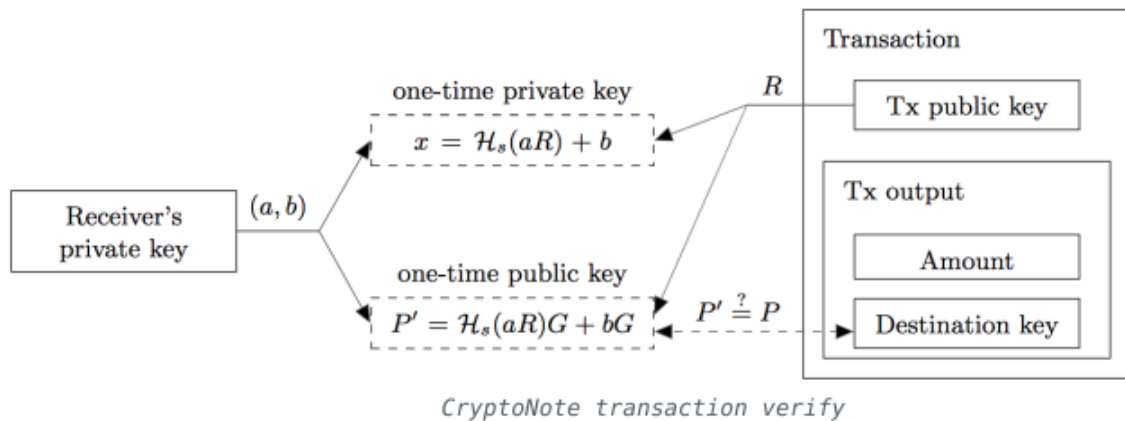 Transaction
Tx public key
R
one-time private key
x = ℋₛ(aR) + b
Tx output
Receiver's
private key
(a, b)
Amount
one-time public key
P′ = ℋₛ(aR)G + bG
P′ ≟ P
Destination key
CryptoNote transaction verify